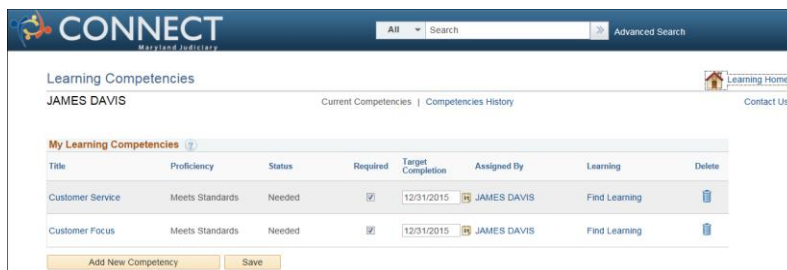 CONNECT
Maryland Judiciary
All Search Advanced Search
Learning Competencies
Learning Home
JAMES DAVIS Current Competencies | Competencies History Contact Us
My Learning Competencies ?
Title Proficiency Status Required Target Completion Assigned By Learning Delete
Customer Service Meets Standards Needed 12/31/2015 JAMES DAVIS Find Learning
Customer Focus Meets Standards Needed 12/31/2015 JAMES DAVIS Find Learning
Add New Competency Save